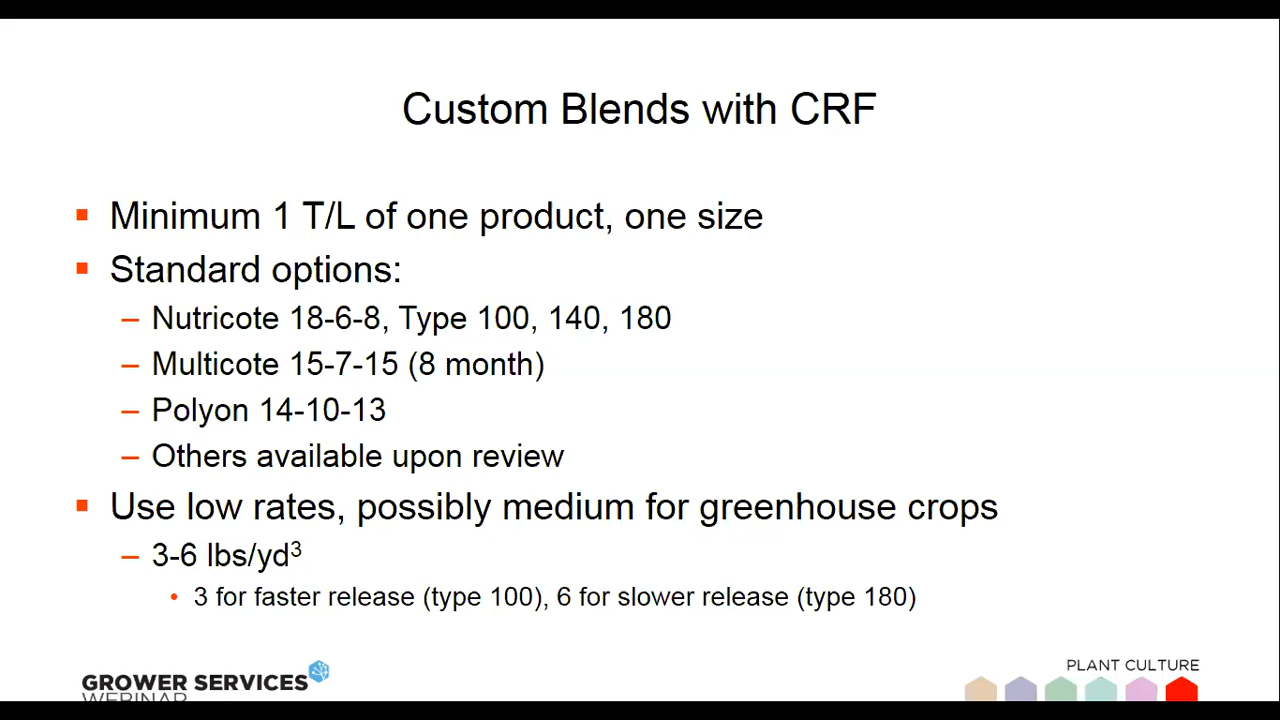 Custom Blends with CRF
▪ Minimum 1 T/L of one product, one size
▪ Standard options:
– Nutricote 18-6-8, Type 100, 140, 180
– Multicote 15-7-15 (8 month)
– Polyon 14-10-13
– Others available upon review
▪ Use low rates, possibly medium for greenhouse crops
– 3-6 lbs/yd³
• 3 for faster release (type 100), 6 for slower release (type 180)
GROWER SERVICES
WEBINAR
PLANT CULTURE